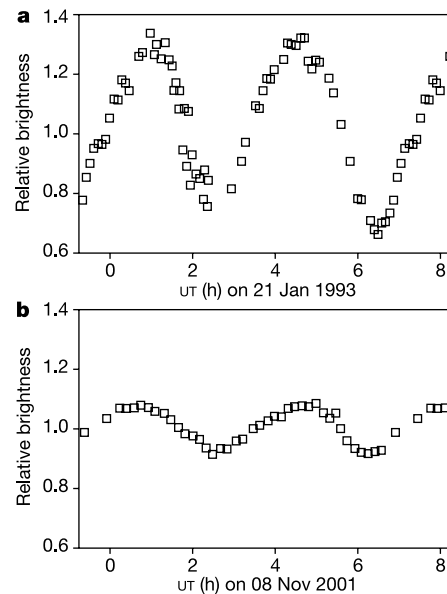 a
1.4
1.2
1.0
0.8
0.6
Relative brightness
0 2 4 6 8
UT (h) on 21 Jan 1993
b
1.4
1.2
1.0
0.8
0.6
Relative brightness
0 2 4 6 8
UT (h) on 08 Nov 2001